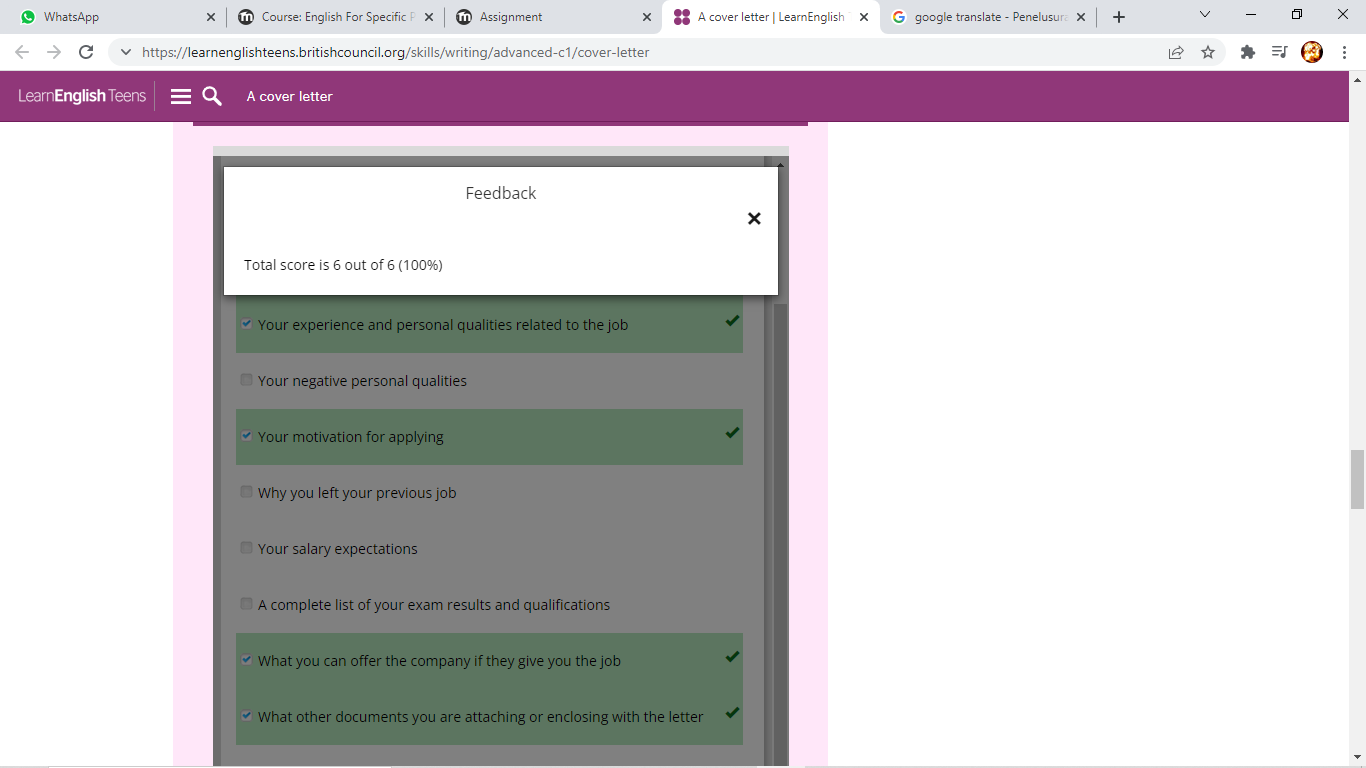 WhatsApp
Course: English For Specific P
Assignment
A cover letter | LearnEnglish
google translate - Penelusura
https://learnenglishteens.britishcouncil.org/skills/writing/advanced-c1/cover-letter
LearnEnglish Teens
A cover letter
Feedback
Total score is 6 out of 6 (100%)
Your experience and personal qualities related to the job
Your negative personal qualities
Your motivation for applying
Why you left your previous job
Your salary expectations
A complete list of your exam results and qualifications
What you can offer the company if they give you the job
What other documents you are attaching or enclosing with the letter